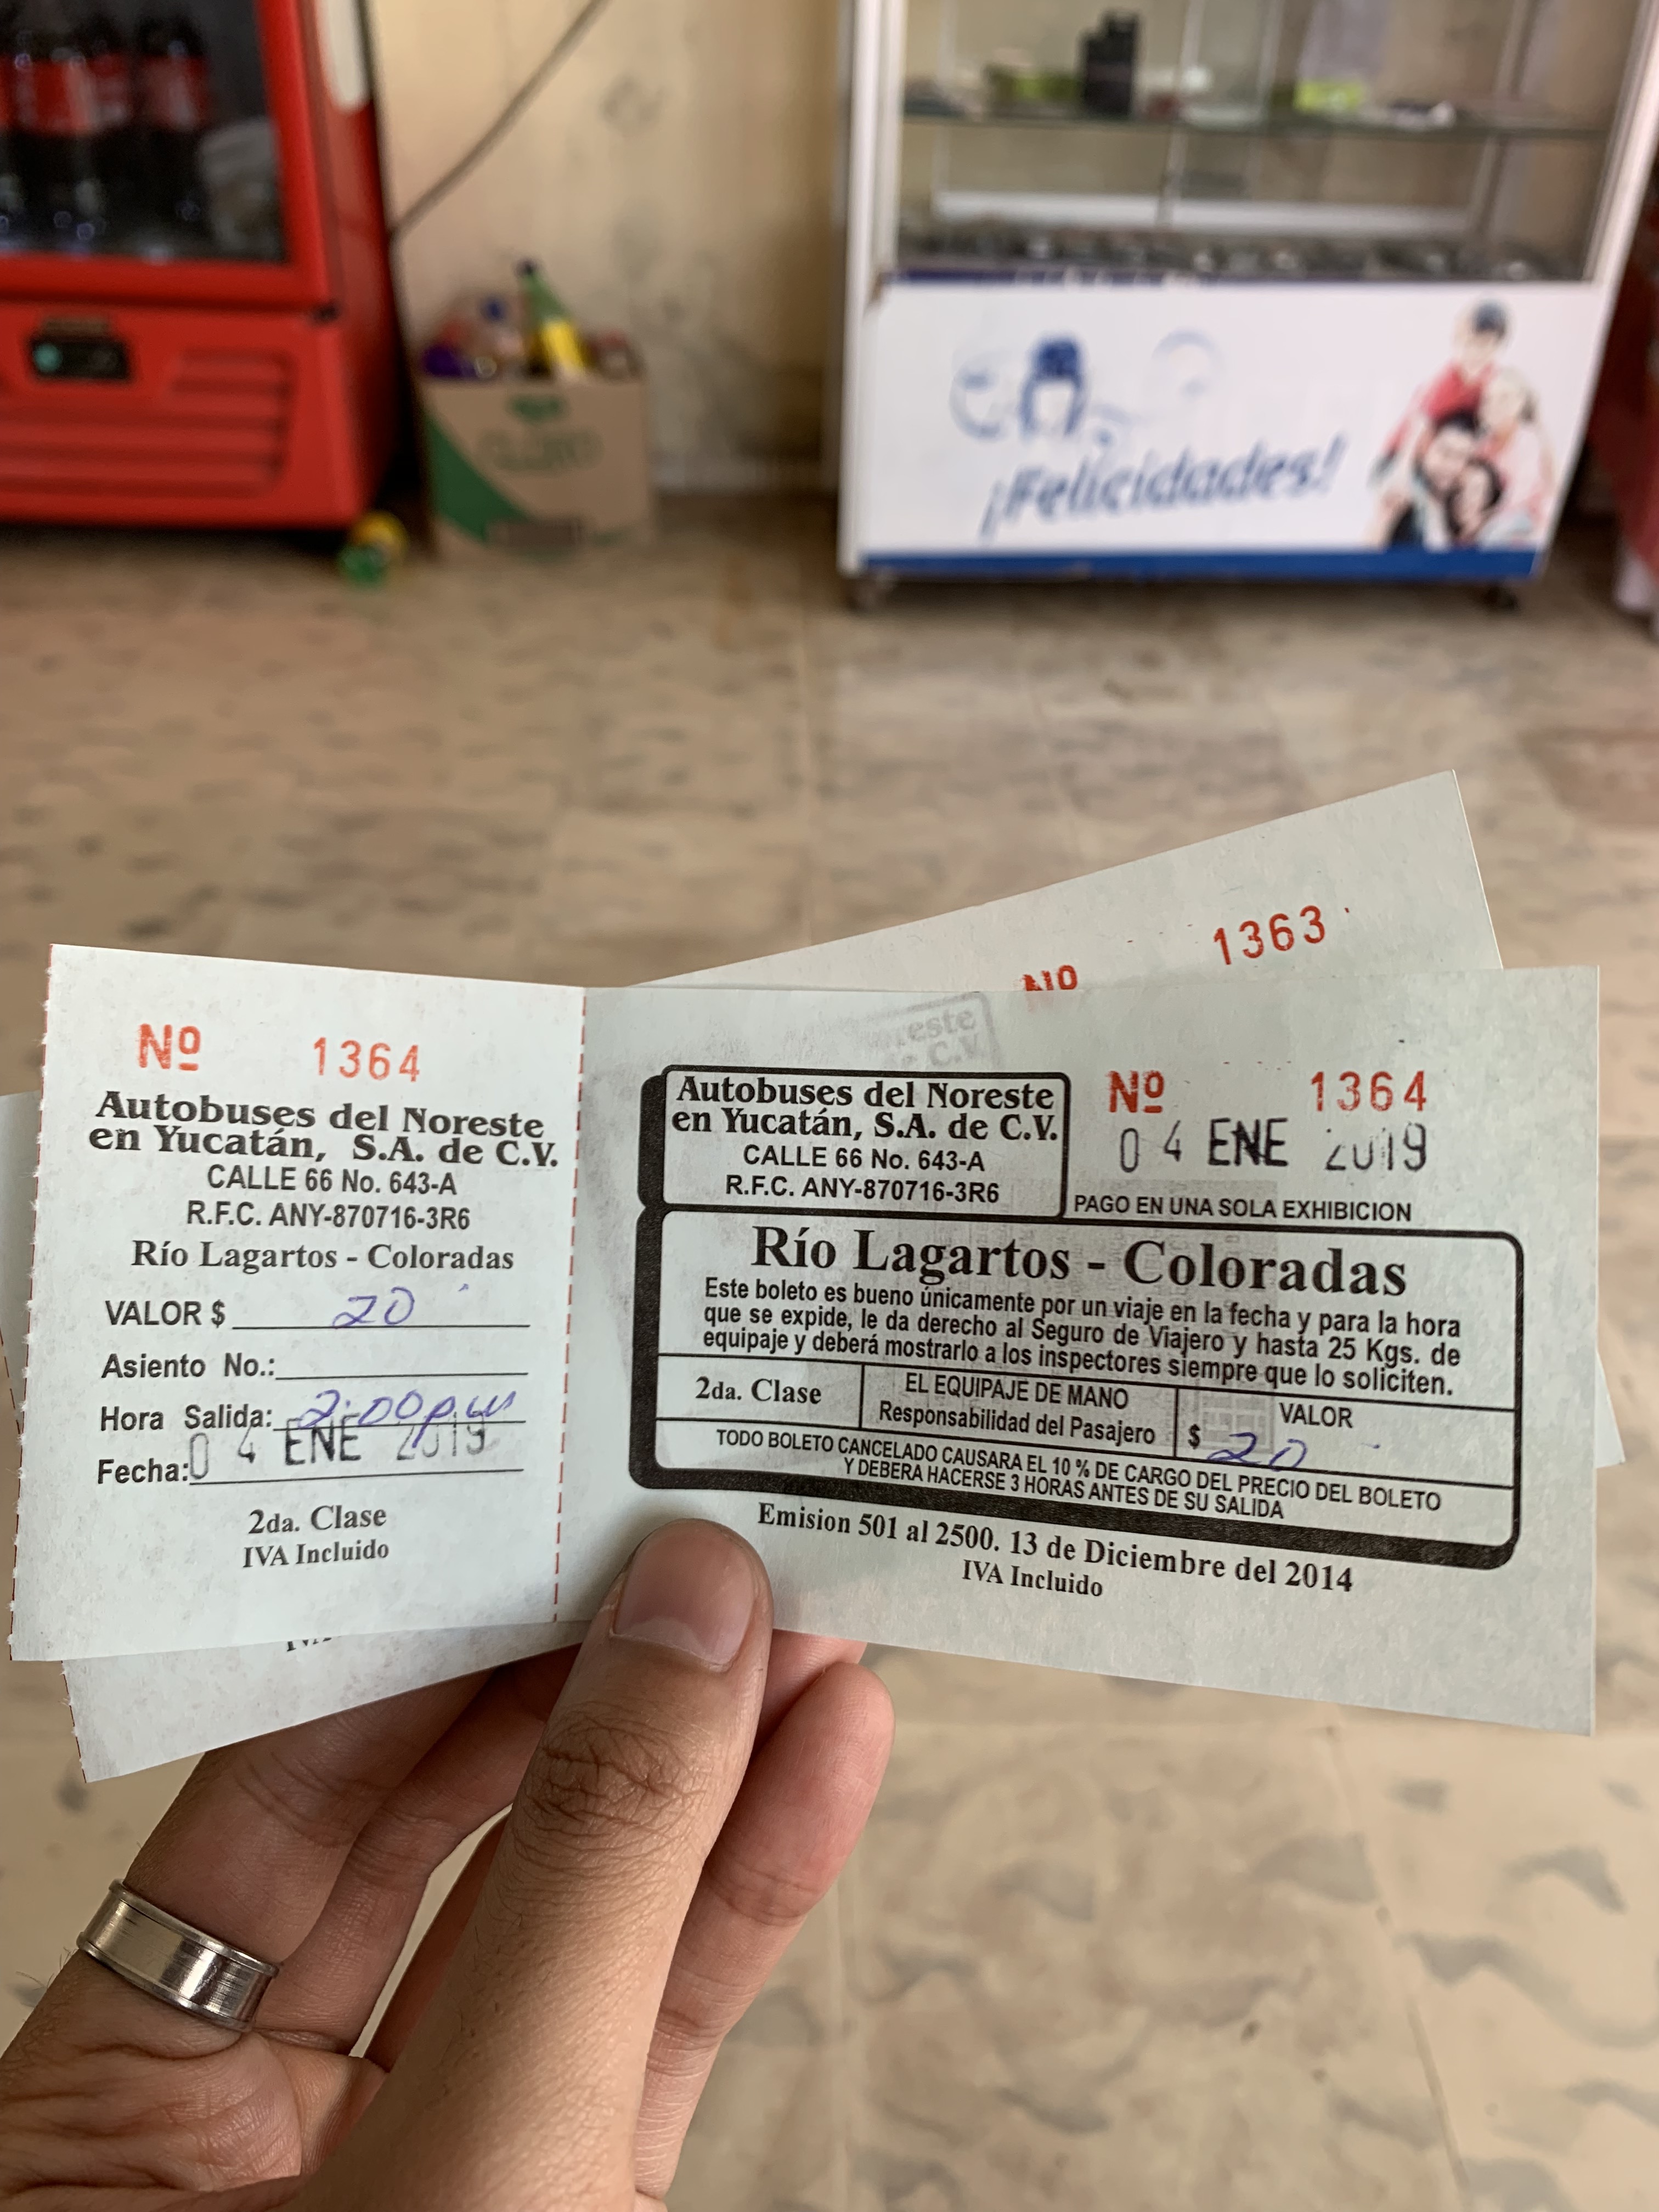 ¡Felicidades!
Nº 1363
Nº 1364
Autobuses del Noreste
en Yucatán, S.A. de C.V.
CALLE 66 No. 643-A
R.F.C. ANY-870716-3R6
Río Lagartos - Coloradas
VALOR $ 20
Asiento No.:
Hora Salida: 2:00pm
Fecha: 04 ENE 2019
2da. Clase
IVA Incluido
oreste
C.V.
Autobuses del Noreste
en Yucatán, S.A. de C.V.
CALLE 66 No. 643-A
R.F.C. ANY-870716-3R6
Nº 1364
04 ENE 2019
PAGO EN UNA SOLA EXHIBICION
Río Lagartos - Coloradas
Este boleto es bueno únicamente por un viaje en la fecha y para la hora
que se expide, le da derecho al Seguro de Viajero y hasta 25 Kgs. de
equipaje y deberá mostrarlo a los inspectores siempre que lo soliciten.
2da. Clase
EL EQUIPAJE DE MANO
Responsabilidad del Pasajero
VALOR
$ 20
TODO BOLETO CANCELADO CAUSARA EL 10 % DE CARGO DEL PRECIO DEL BOLETO
Y DEBERA HACERSE 3 HORAS ANTES DE SU SALIDA
Emision 501 al 2500. 13 de Diciembre del 2014
IVA Incluido